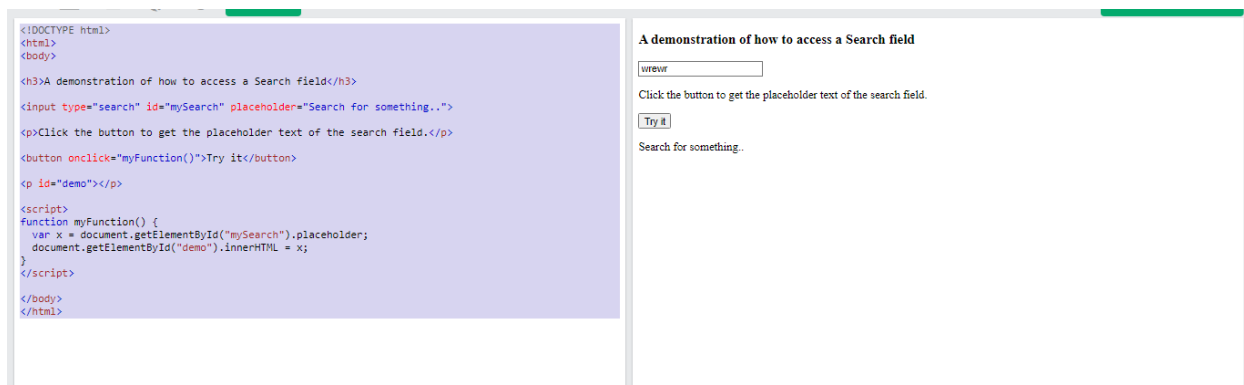 <!DOCTYPE html>
<html>
<body>
<h3>A demonstration of how to access a Search field</h3>
<input type="search" id="mySearch" placeholder="Search for something..">
<p>Click the button to get the placeholder text of the search field.</p>
<button onclick="myFunction()">Try it</button>
<p id="demo"></p>
<script>
function myFunction() {
  var x = document.getElementById("mySearch").placeholder;
  document.getElementById("demo").innerHTML = x;
}
</script>
</body>
</html>
A demonstration of how to access a Search field
wrewr
Click the button to get the placeholder text of the search field.
Try it
Search for something..